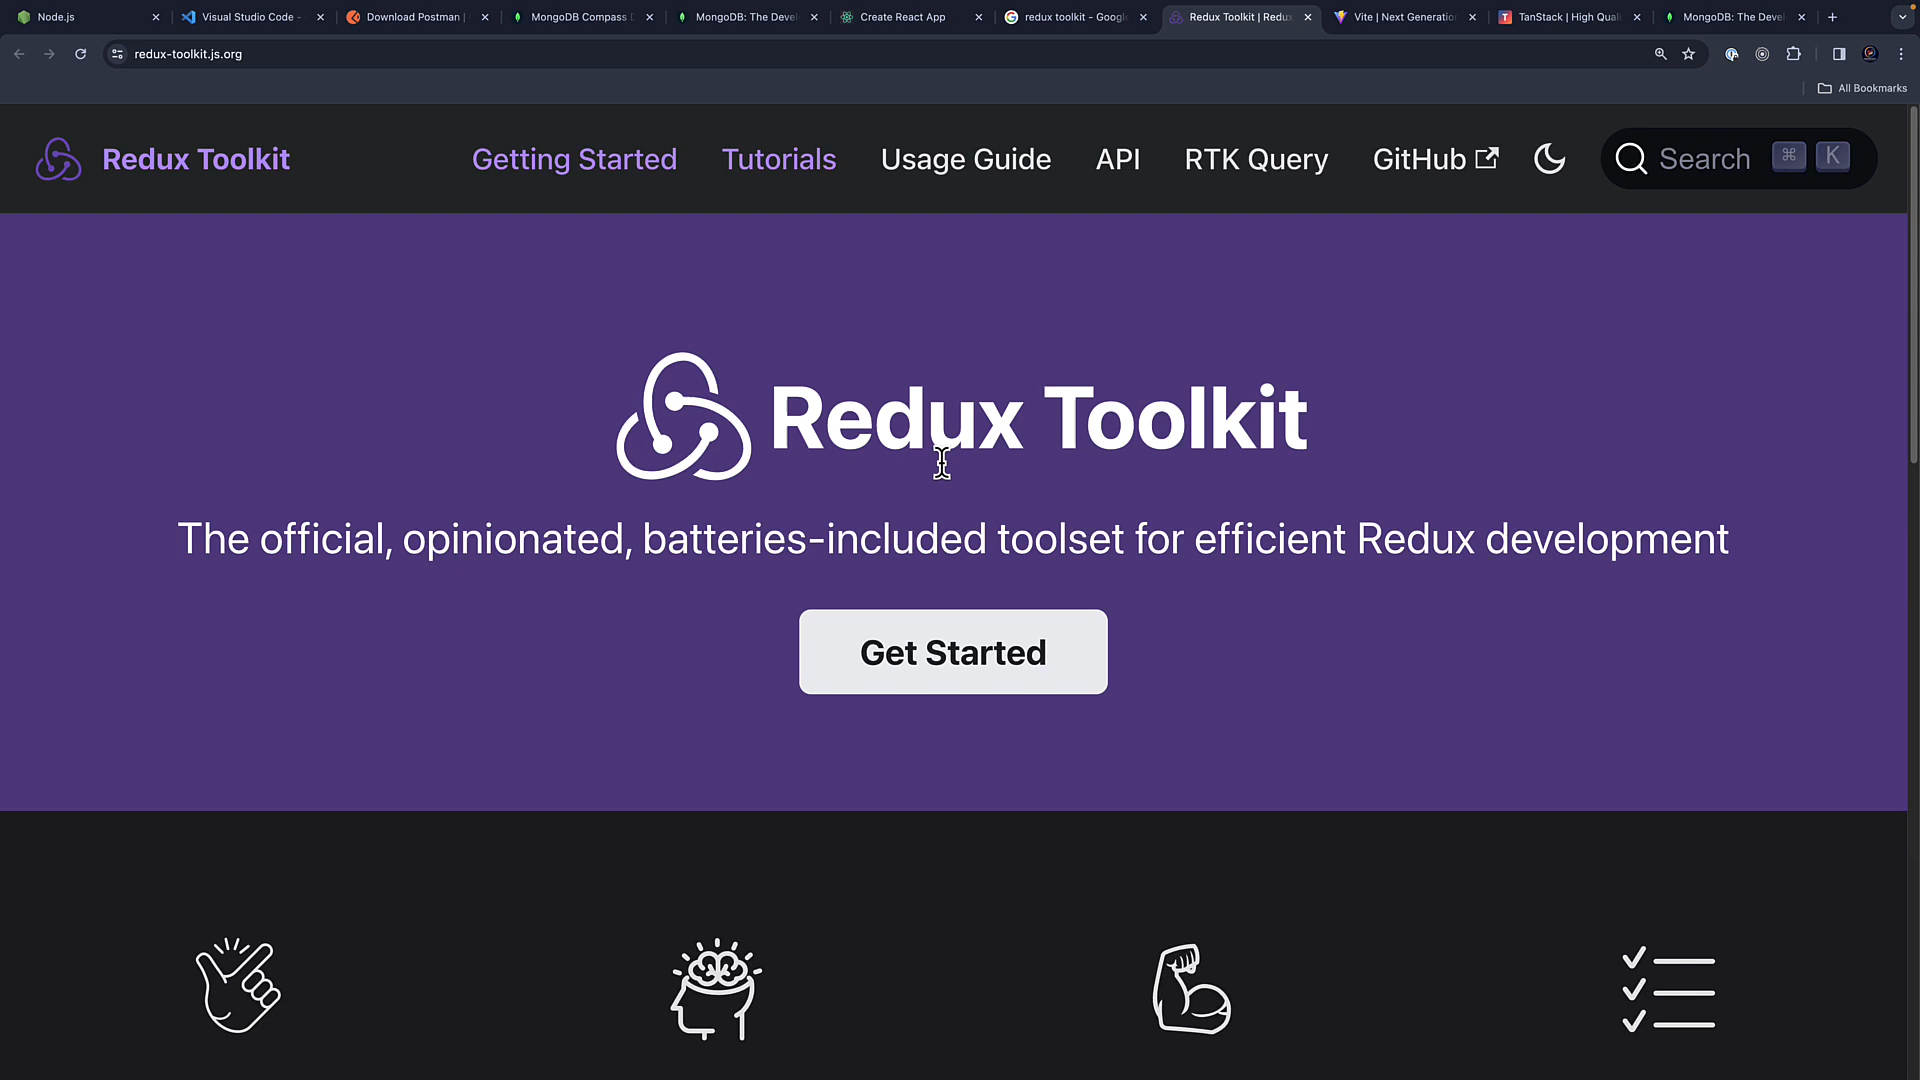 Node.js
Visual Studio Code -
Download Postman |
MongoDB Compass D
MongoDB: The Devel
Create React App
redux toolkit - Google
Redux Toolkit | Redux
Vite | Next Generation
TanStack | High Quali
MongoDB: The Devel
redux-toolkit.js.org
All Bookmarks
Redux Toolkit
Getting Started
Tutorials
Usage Guide
API
RTK Query
GitHub
Search
⌘ K
Redux Toolkit
The official, opinionated, batteries-included toolset for efficient Redux development
Get Started